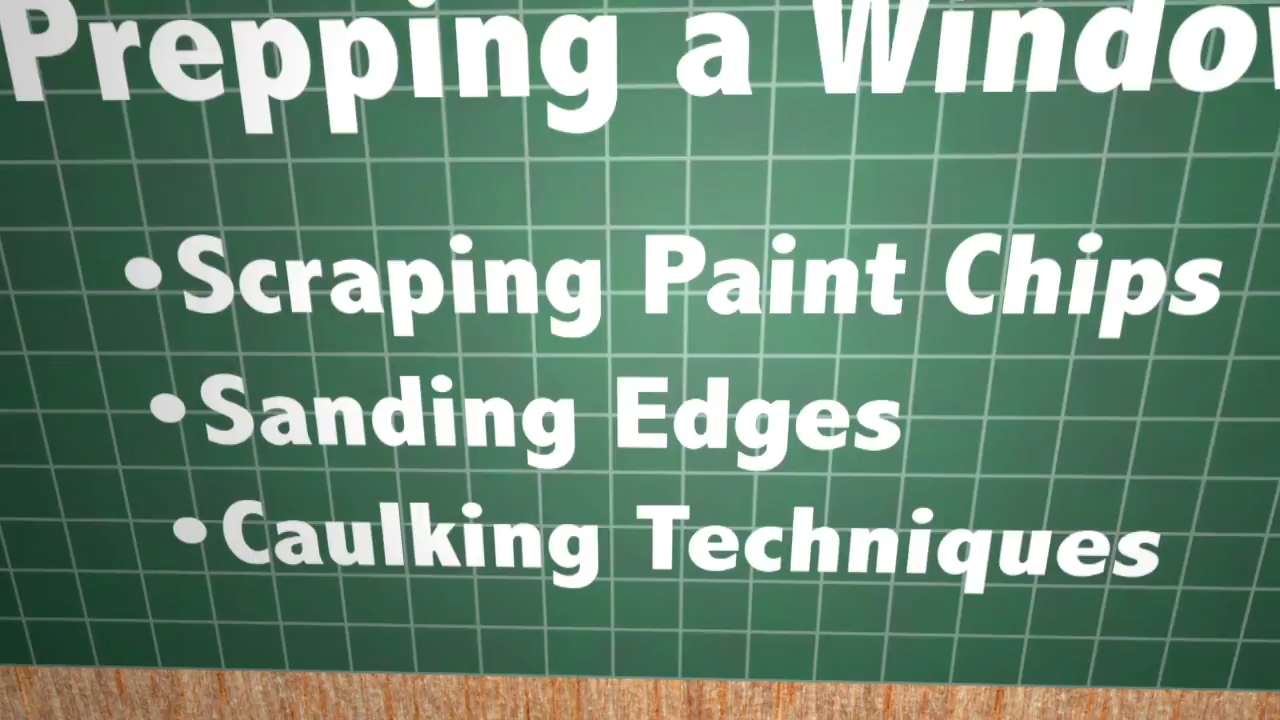 Prepping a Window
• Scraping Paint Chips
• Sanding Edges
• Caulking Techniques